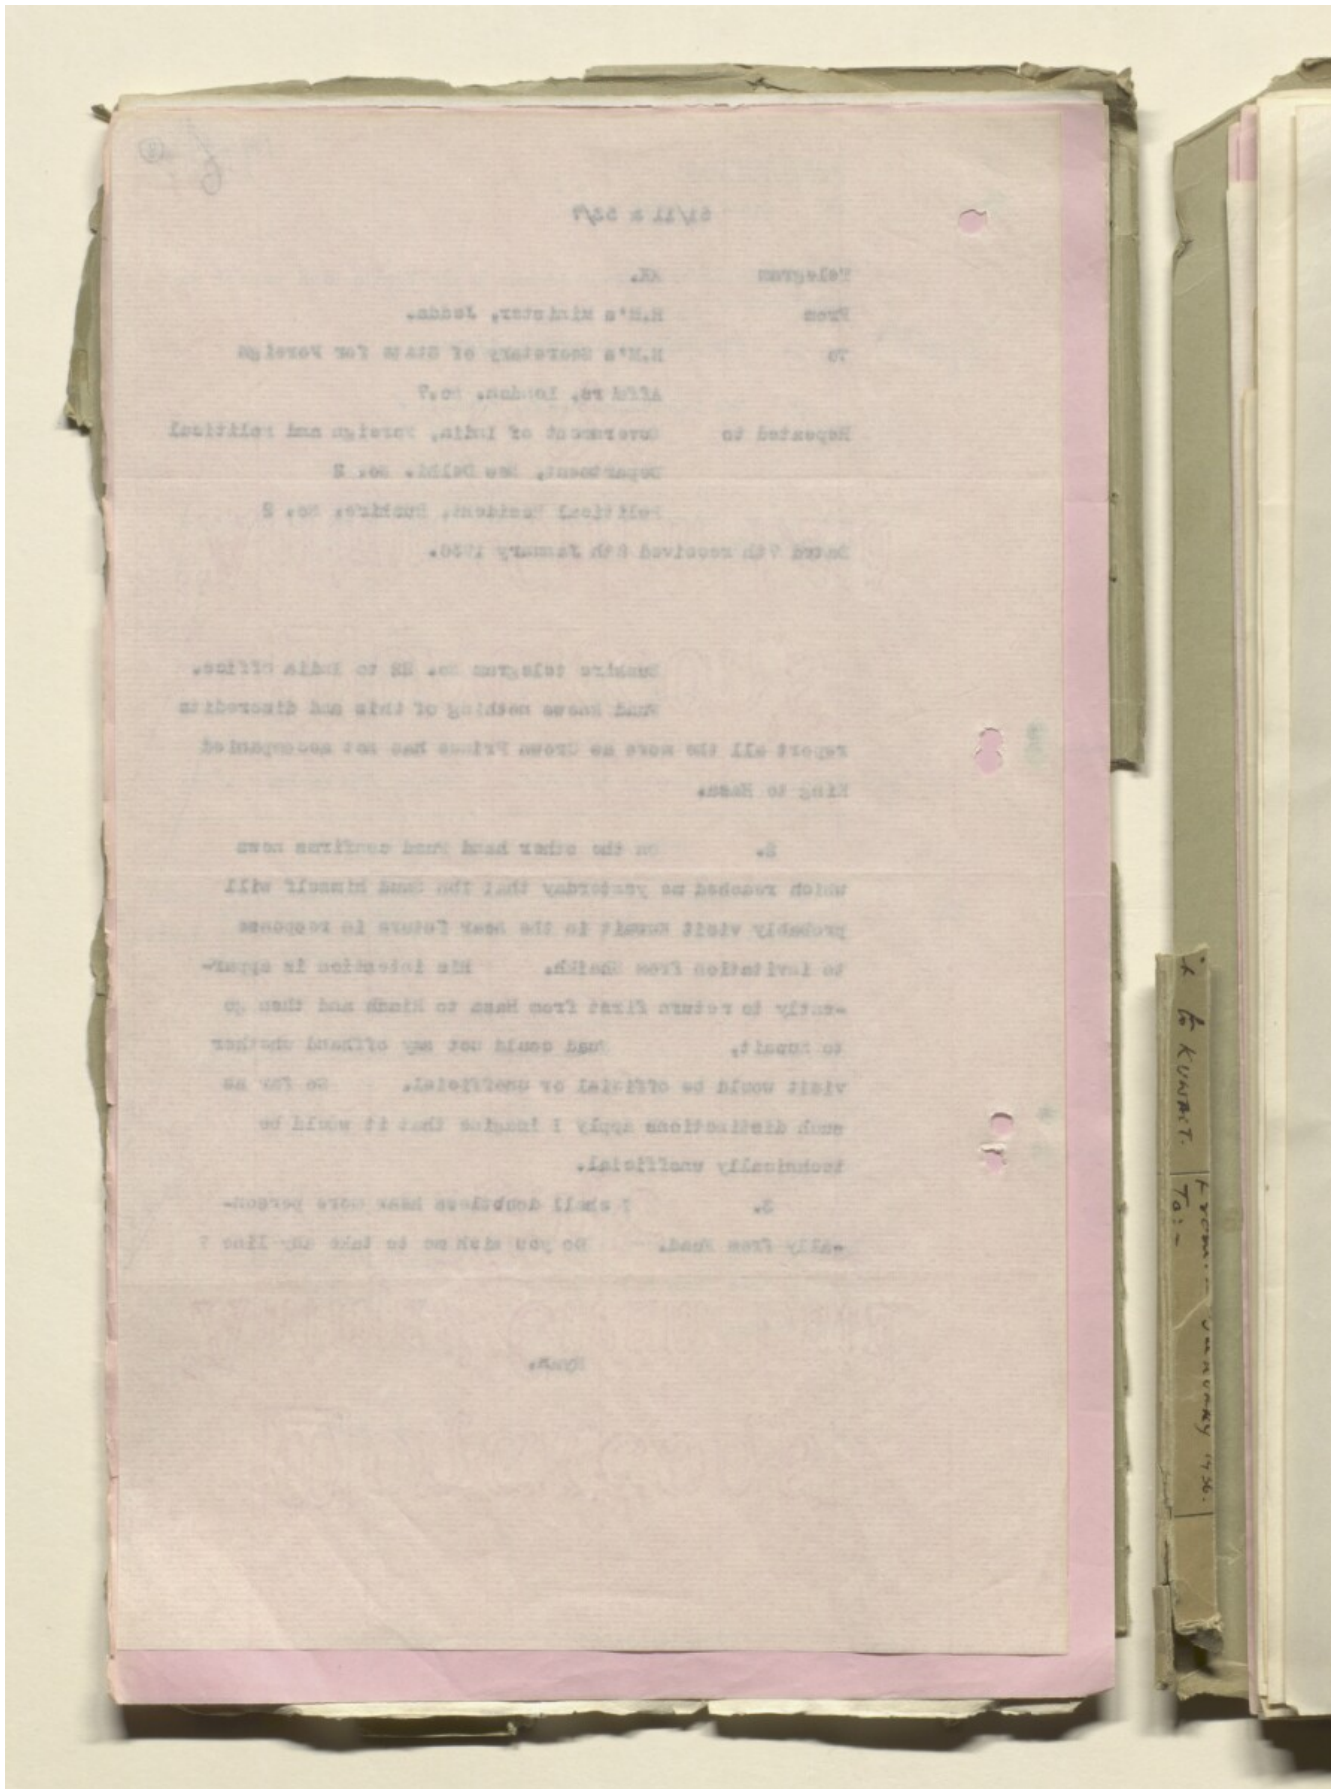 61/11 & 53/7
Telegram XX.
From H.M's Minister, Jedda.
To H.M's Secretary of State for Foreign
Affairs, London. No.7
Repeated to Government of India, Foreign and Political
Department, New Delhi. No. 2
Political Resident, Bushire. No. 2
Dated 7th received 8th January 1936.
Bushire telegram No. 22 to India Office.
Fuad knows nothing of this and discredits
report all the more as Crown Prince has not accompanied
King to Hasa.
2. On the other hand Fuad confirms news
which reached me yesterday that Ibn Saud himself will
probably visit Kuwait in the near future in response
to invitation from Shaikh. His intention is appar-
-ently to return first from Hasa to Riadh and then go
to Kuwait, Fuad could not say offhand whether
visit would be official or unofficial. So far as
such distinctions apply I imagine that it would be
technically unofficial.
3. I shall doubtless hear more person-
-ally from Fuad. Do you wish me to take any line ?
Ryan.
to KUWAIT.
From:- JANUARY 1936.
To:-